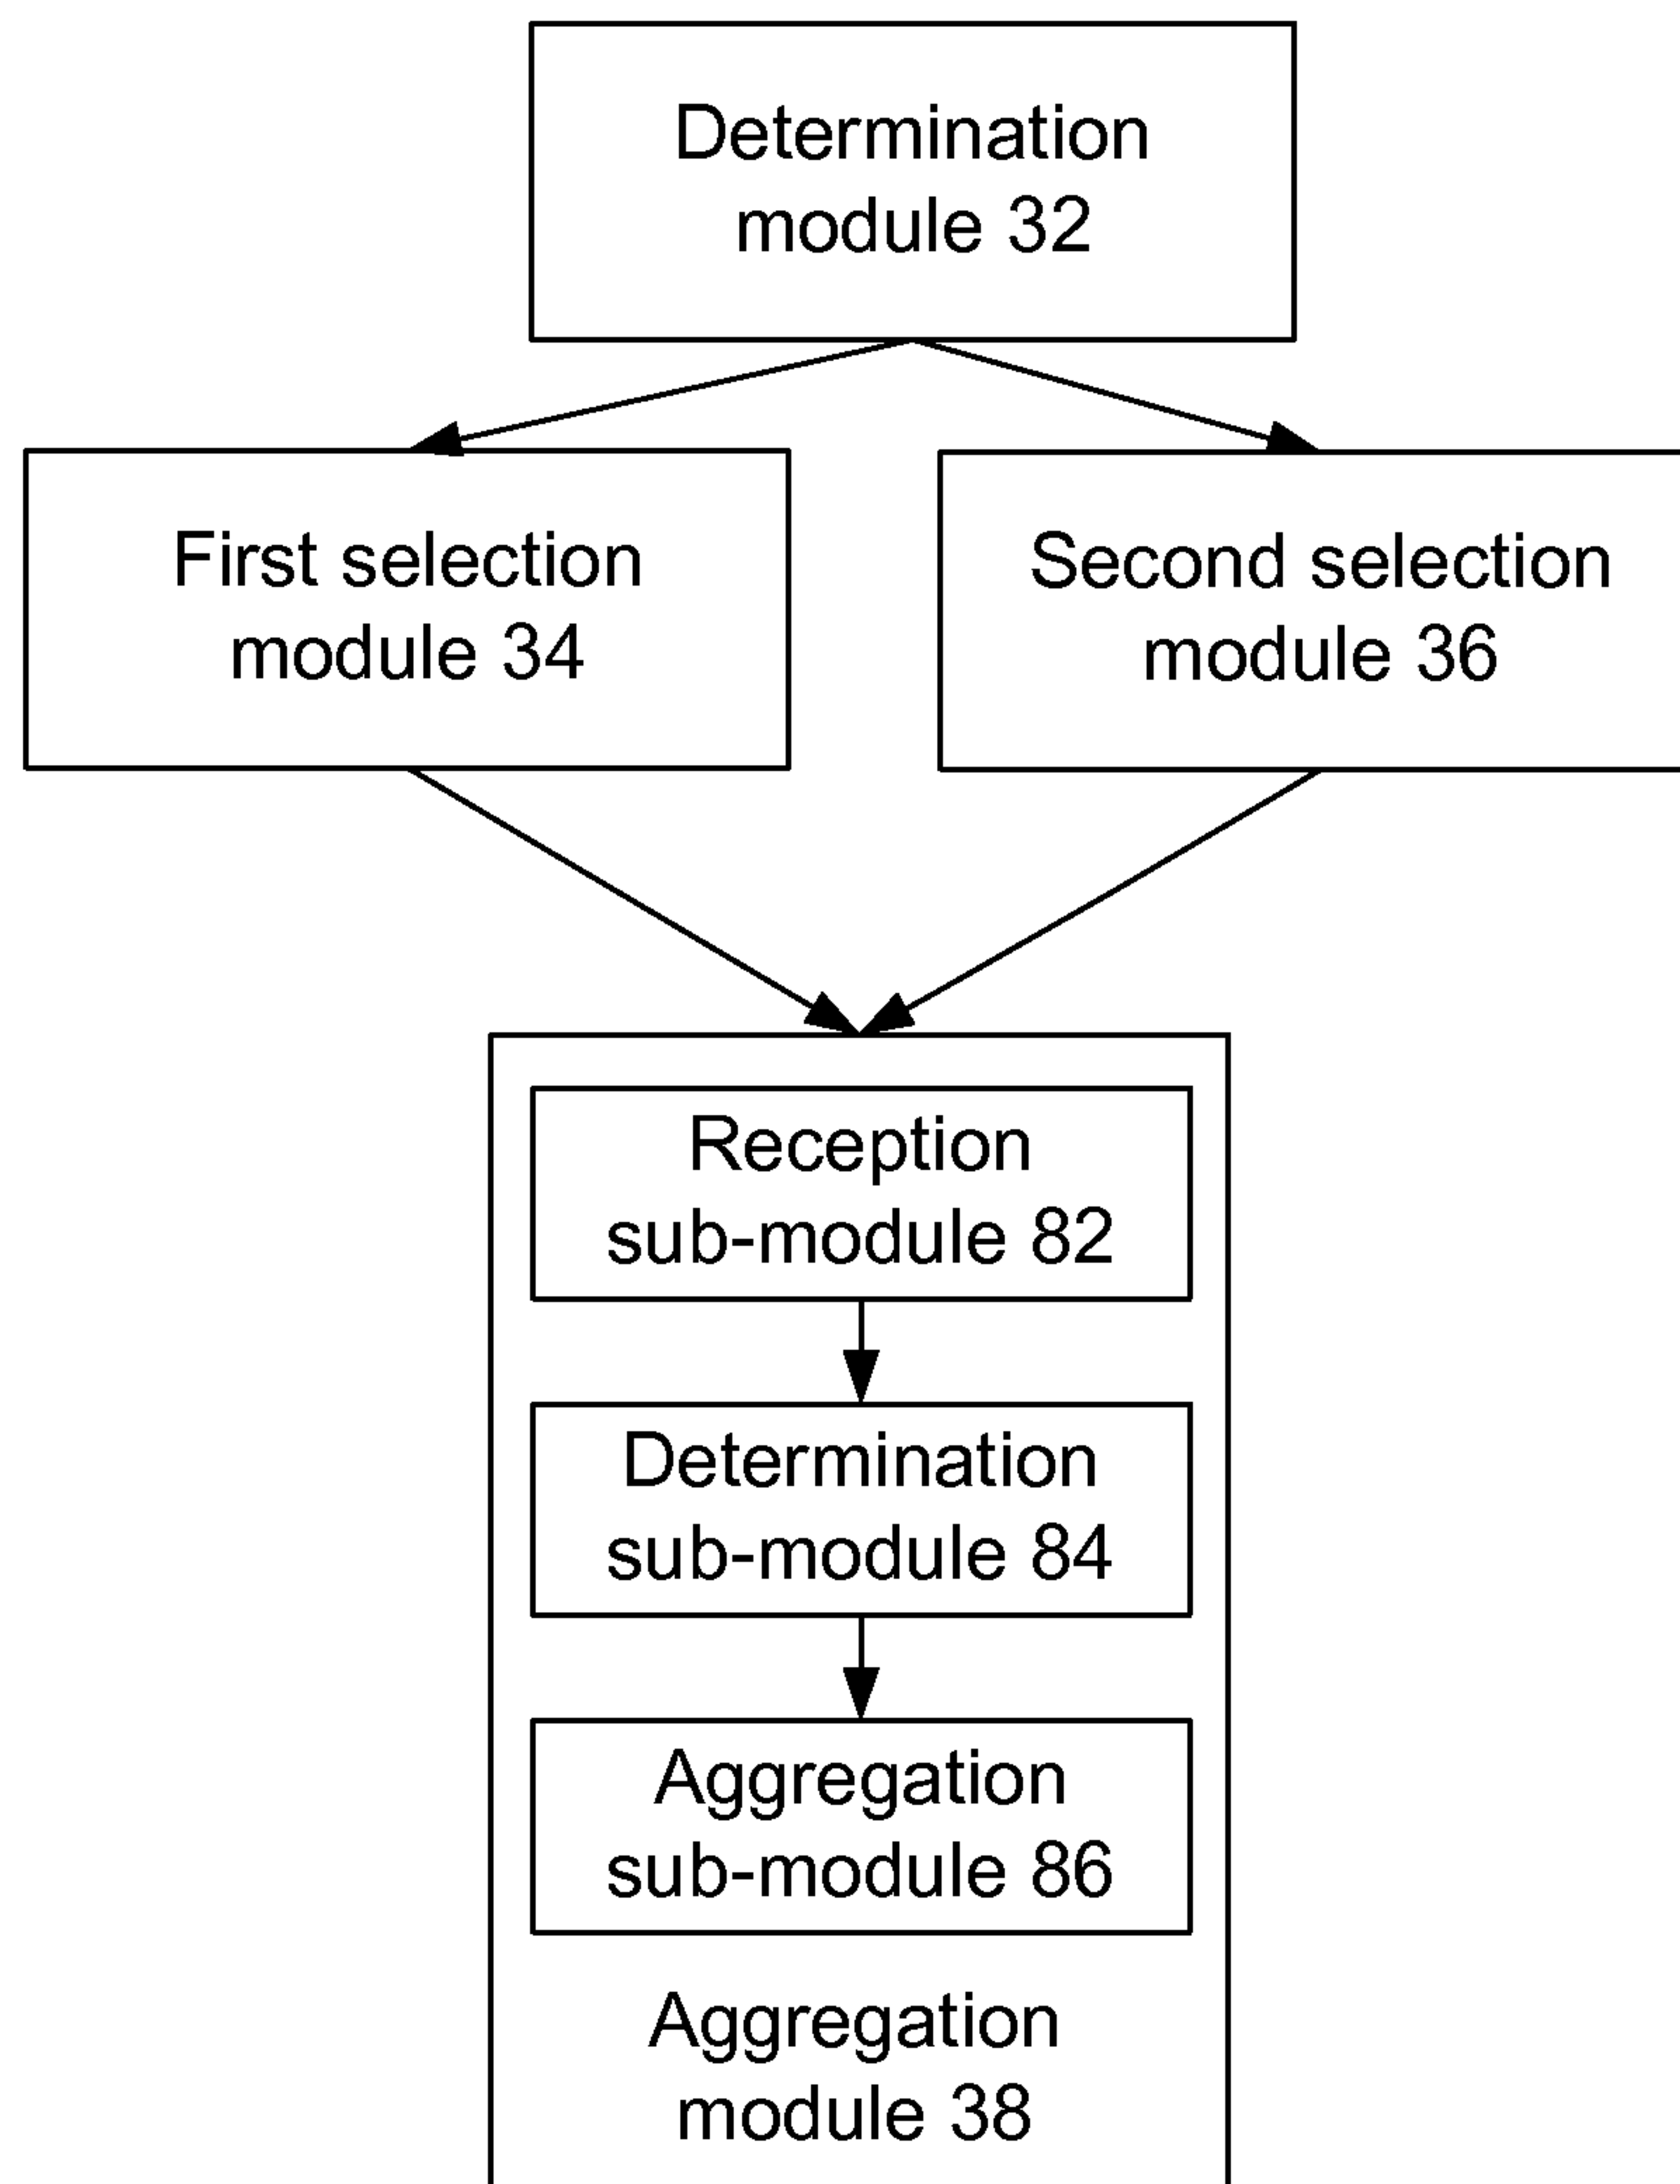 Determination
module 32
First selection
module 34
Second selection
module 36
Reception
sub-module 82
Determination
sub-module 84
Aggregation
sub-module 86
Aggregation
module 38